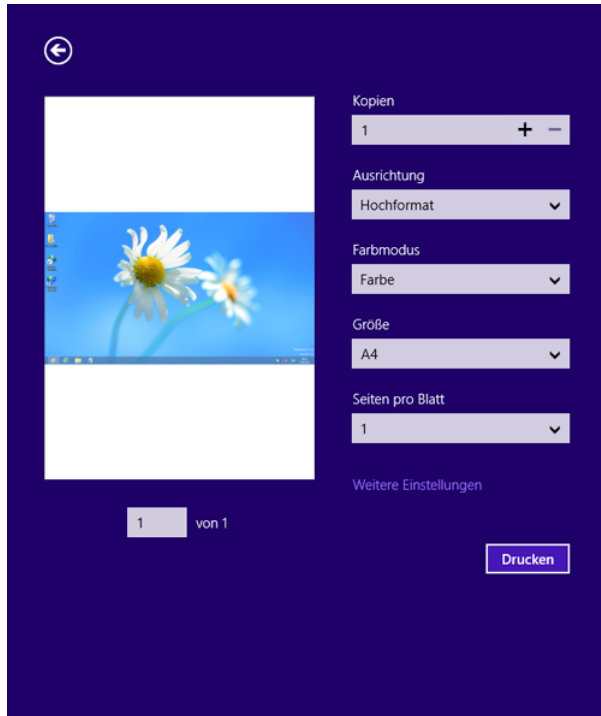 Kopien
1
Ausrichtung
Hochformat
Farbmodus
Farbe
Größe
A4
Seiten pro Blatt
1
Weitere Einstellungen
1 von 1
Drucken